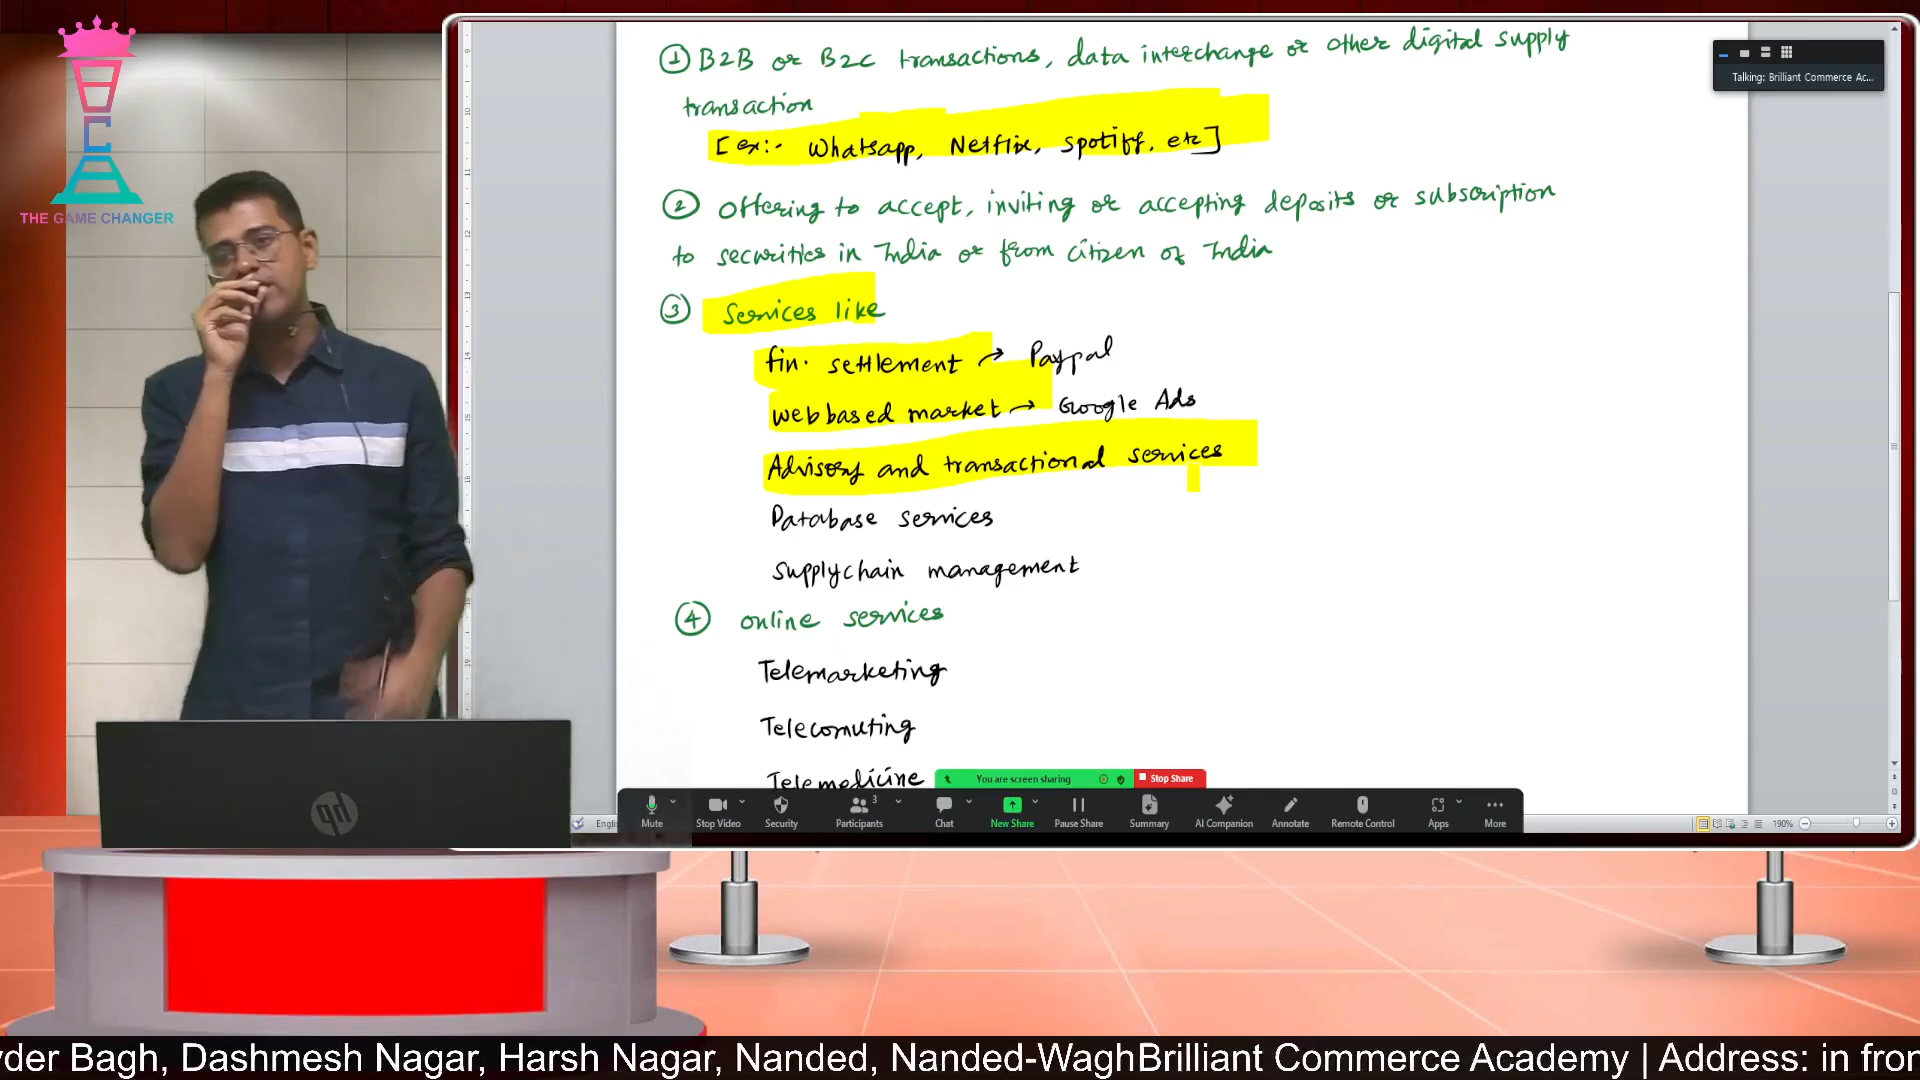 THE GAME CHANGER
① B2B or B2C transactions, data interchange or other digital supply
transaction
[ex:- Whatsapp, Netflix, spotify, etc]
② offering to accept, inviting or accepting deposits or subscription
to securities in India or from citizen of India
③ Services like
fin. settlement → Paypal
web based market → Google Ads
Advisory and transactional services
Database services
Supplychain management
④ online services
Telemarketing
Telecomuting
Telemedicine
Talking: Brilliant Commerce Ac...
You are screen sharing
Stop Share
Mute
Stop Video
Security
Participants
3
Chat
New Share
Pause Share
Summary
AI Companion
Annotate
Remote Control
Apps
More
Engli
190%
hp
yder Bagh, Dashmesh Nagar, Harsh Nagar, Nanded, Nanded-WaghBrilliant Commerce Academy | Address: in fron